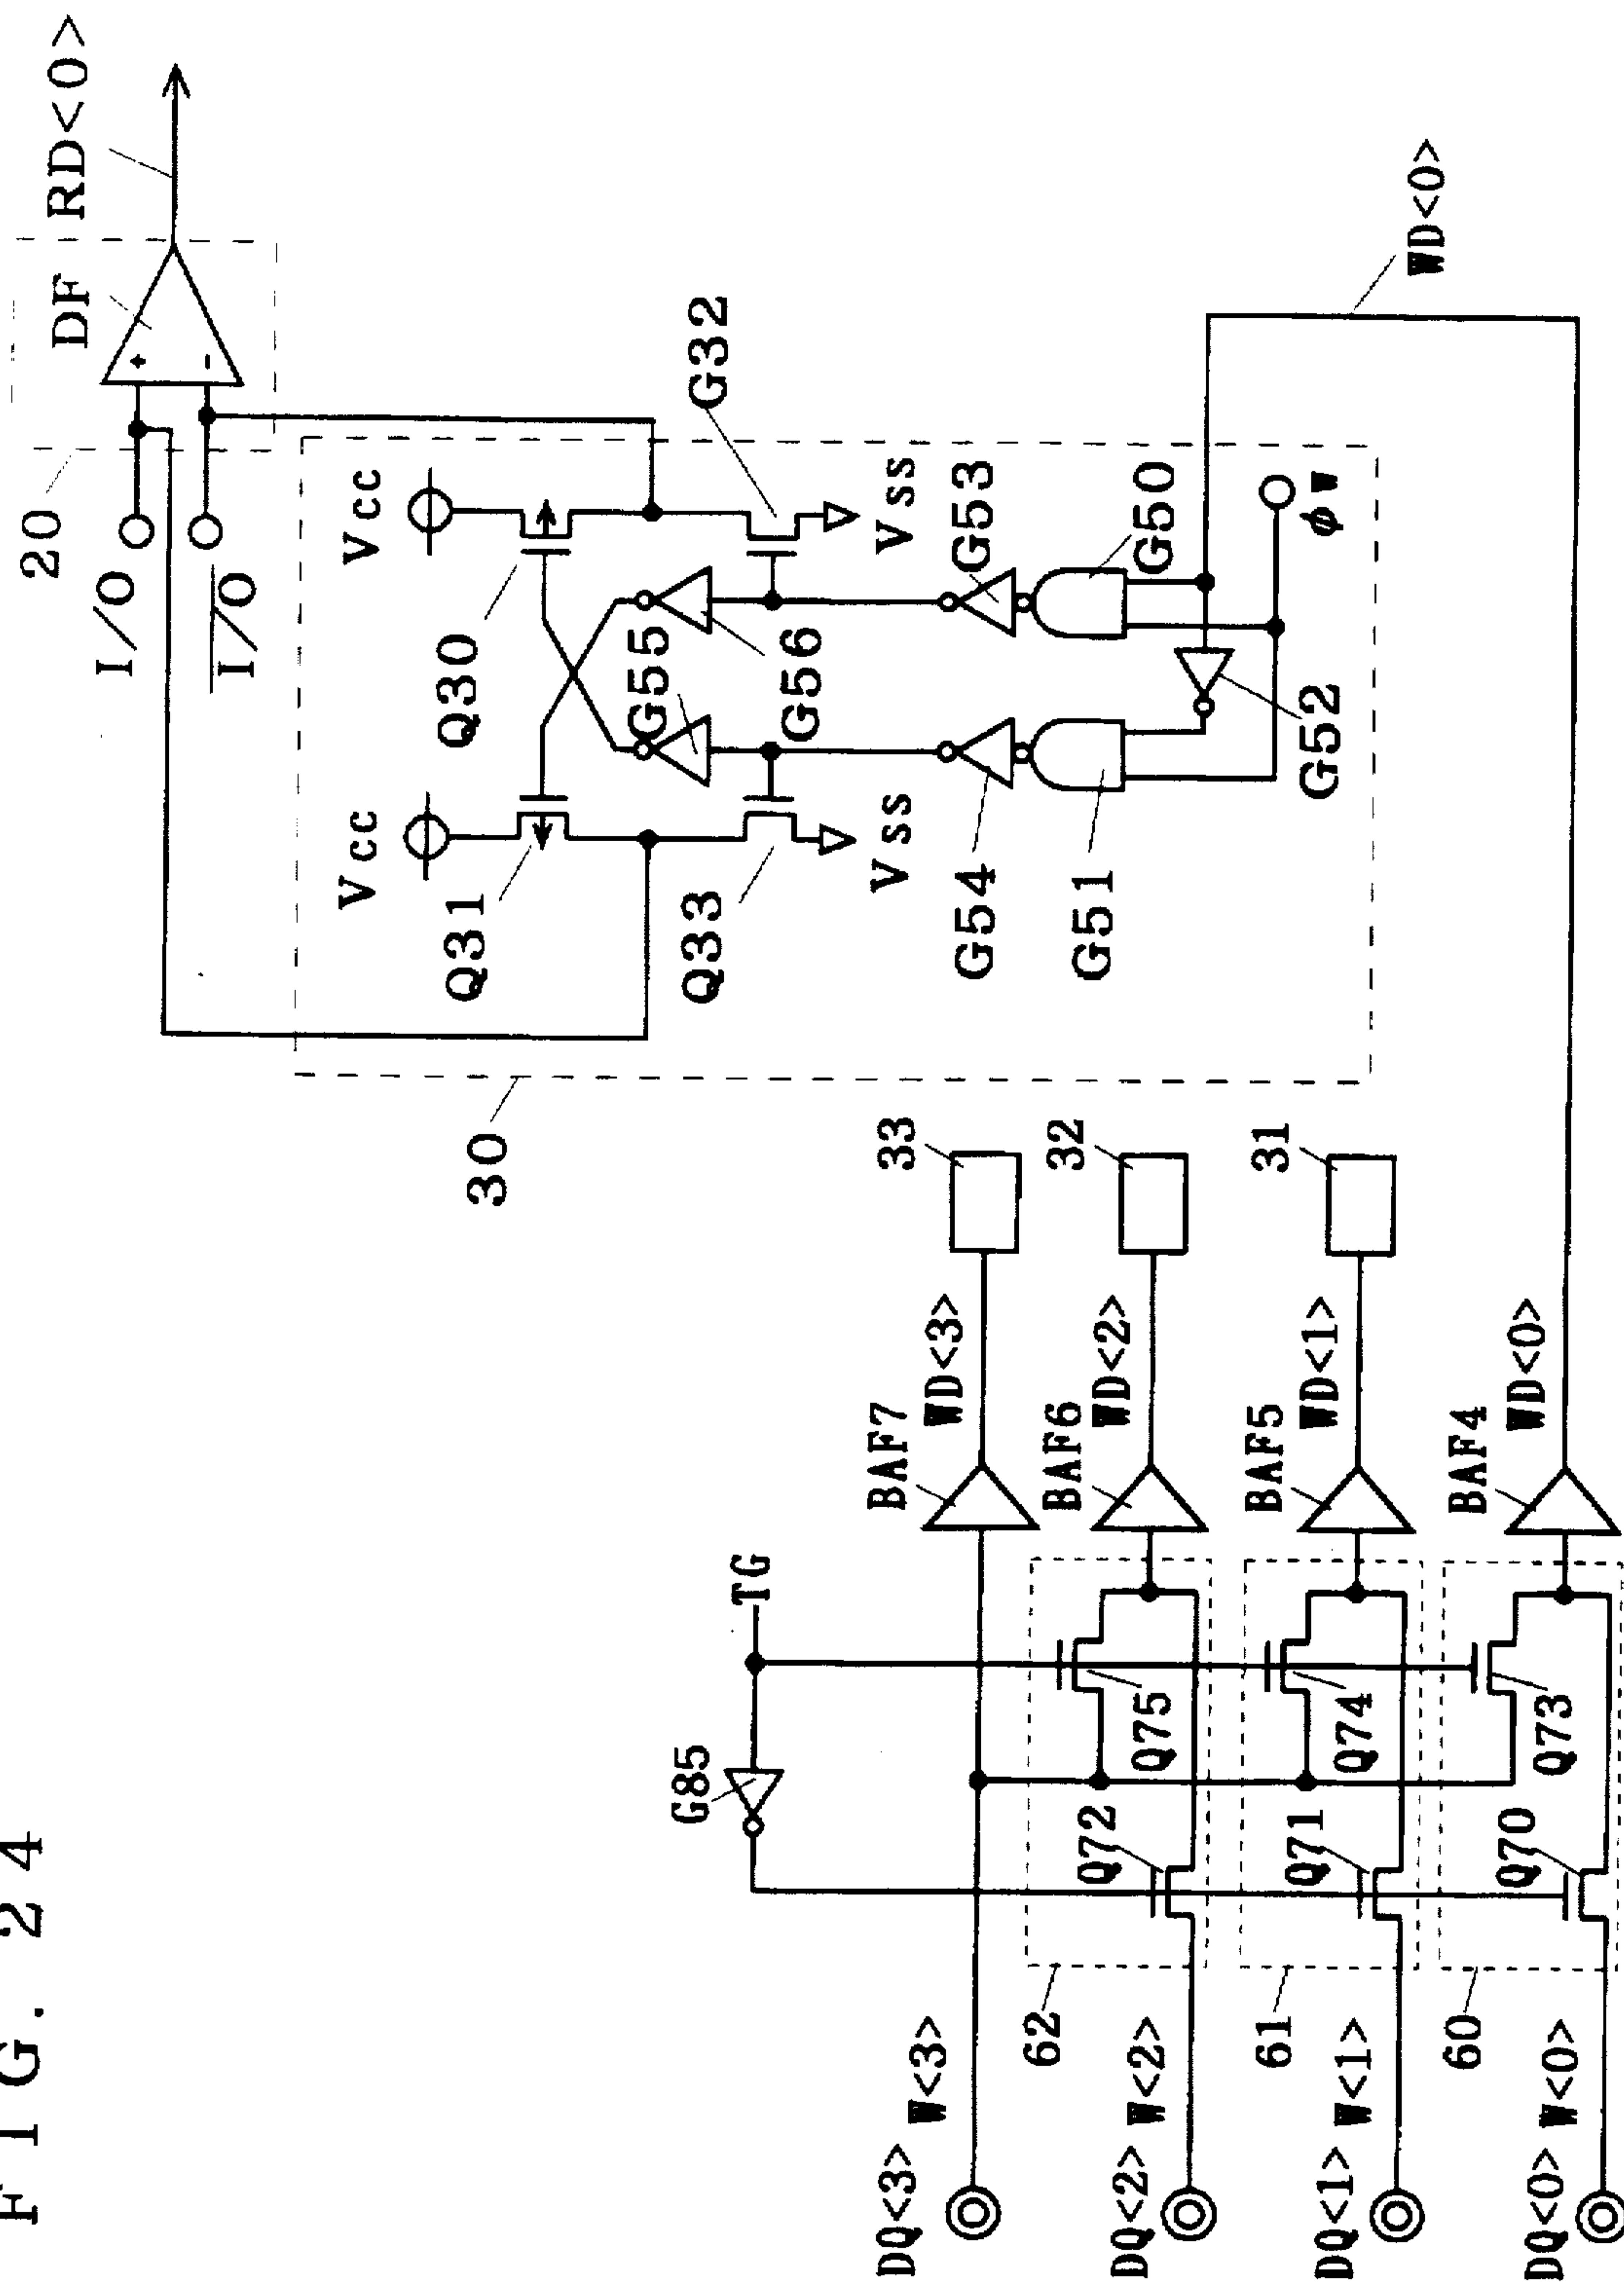 FIG. 24
20
DF
RD<0>
I/O
I/O
30
Vcc
Vcc
Q31
Q30
Q33
G55
G56
G32
Vss
Vss
G54
G53
G51
G50
G52
φW
WD<0>
TG
G85
BAF7
33
WD<3>
DQ<3>
W<3>
BAF6
32
WD<2>
62
Q72
Q75
DQ<2>
W<2>
BAF5
31
WD<1>
61
Q71
Q74
DQ<1>
W<1>
BAF4
WD<0>
60
Q70
Q73
DQ<0>
W<0>